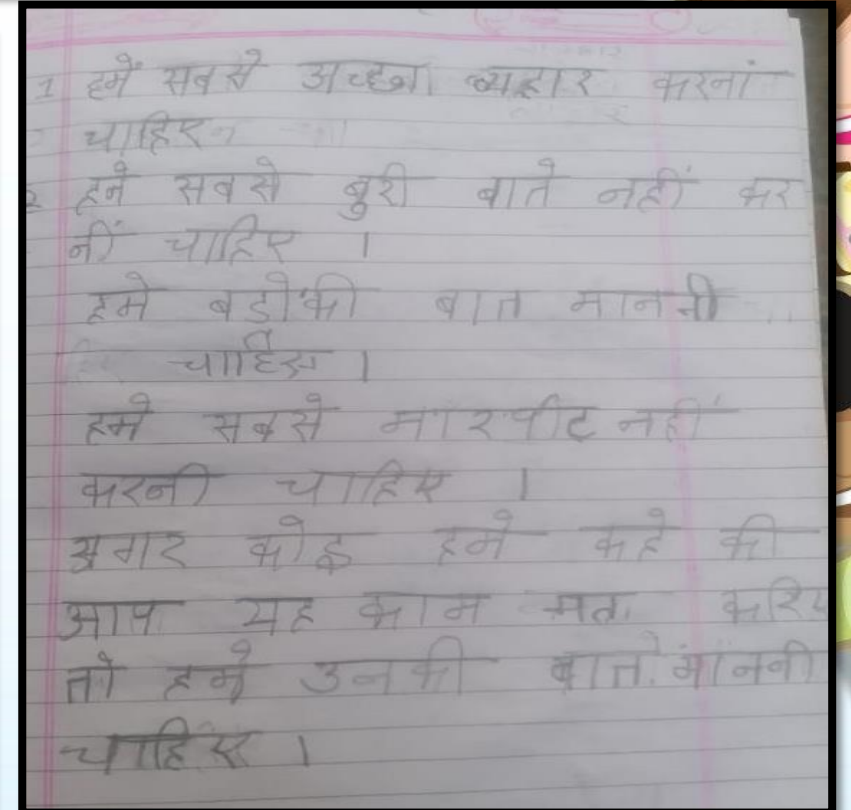 1 हमें सबसे अच्छा व्यहार करनां
चाहिए
2 हमे सबसे बुरी बाते नहीं कर
नीं चाहिए ।
हमे बडो की बात माननी
चाहिए ।
हमे सबसे मारपीट नहीं
करनी चाहिए ।
अगर कोइ हमे कहे की
आप यह काम मत करिए
तो हमे उनकी बातें माननी
चाहिए ।